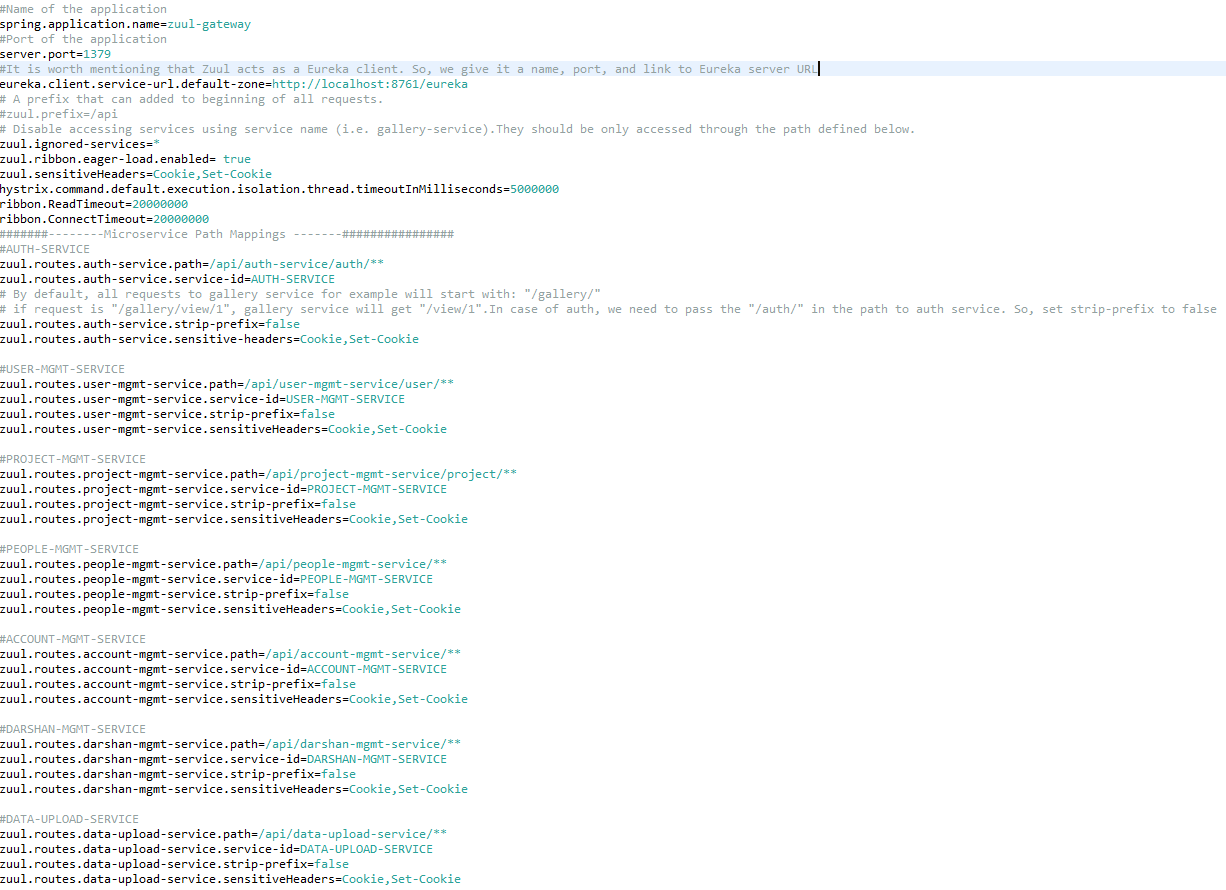 #Name of the application
spring.application.name=zuul-gateway
#Port of the application
server.port=1379
#It is worth mentioning that Zuul acts as a Eureka client. So, we give it a name, port, and link to Eureka server URL
eureka.client.service-url.default-zone=http://localhost:8761/eureka
# A prefix that can added to beginning of all requests.
#zuul.prefix=/api
# Disable accessing services using service name (i.e. gallery-service).They should be only accessed through the path defined below.
zuul.ignored-services=*
zuul.ribbon.eager-load.enabled= true
zuul.sensitiveHeaders=Cookie,Set-Cookie
hystrix.command.default.execution.isolation.thread.timeoutInMilliseconds=5000000
ribbon.ReadTimeout=20000000
ribbon.ConnectTimeout=20000000
#######--------Microservice Path Mappings -------################
#AUTH-SERVICE
zuul.routes.auth-service.path=/api/auth-service/auth/**
zuul.routes.auth-service.service-id=AUTH-SERVICE
# By default, all requests to gallery service for example will start with: "/gallery/"
# if request is "/gallery/view/1", gallery service will get "/view/1".In case of auth, we need to pass the "/auth/" in the path to auth service. So, set strip-prefix to false
zuul.routes.auth-service.strip-prefix=false
zuul.routes.auth-service.sensitive-headers=Cookie,Set-Cookie
#USER-MGMT-SERVICE
zuul.routes.user-mgmt-service.path=/api/user-mgmt-service/user/**
zuul.routes.user-mgmt-service.service-id=USER-MGMT-SERVICE
zuul.routes.user-mgmt-service.strip-prefix=false
zuul.routes.user-mgmt-service.sensitiveHeaders=Cookie,Set-Cookie
#PROJECT-MGMT-SERVICE
zuul.routes.project-mgmt-service.path=/api/project-mgmt-service/project/**
zuul.routes.project-mgmt-service.service-id=PROJECT-MGMT-SERVICE
zuul.routes.project-mgmt-service.strip-prefix=false
zuul.routes.project-mgmt-service.sensitiveHeaders=Cookie,Set-Cookie
#PEOPLE-MGMT-SERVICE
zuul.routes.people-mgmt-service.path=/api/people-mgmt-service/**
zuul.routes.people-mgmt-service.service-id=PEOPLE-MGMT-SERVICE
zuul.routes.people-mgmt-service.strip-prefix=false
zuul.routes.people-mgmt-service.sensitiveHeaders=Cookie,Set-Cookie
#ACCOUNT-MGMT-SERVICE
zuul.routes.account-mgmt-service.path=/api/account-mgmt-service/**
zuul.routes.account-mgmt-service.service-id=ACCOUNT-MGMT-SERVICE
zuul.routes.account-mgmt-service.strip-prefix=false
zuul.routes.account-mgmt-service.sensitiveHeaders=Cookie,Set-Cookie
#DARSHAN-MGMT-SERVICE
zuul.routes.darshan-mgmt-service.path=/api/darshan-mgmt-service/**
zuul.routes.darshan-mgmt-service.service-id=DARSHAN-MGMT-SERVICE
zuul.routes.darshan-mgmt-service.strip-prefix=false
zuul.routes.darshan-mgmt-service.sensitiveHeaders=Cookie,Set-Cookie
#DATA-UPLOAD-SERVICE
zuul.routes.data-upload-service.path=/api/data-upload-service/**
zuul.routes.data-upload-service.service-id=DATA-UPLOAD-SERVICE
zuul.routes.data-upload-service.strip-prefix=false
zuul.routes.data-upload-service.sensitiveHeaders=Cookie,Set-Cookie